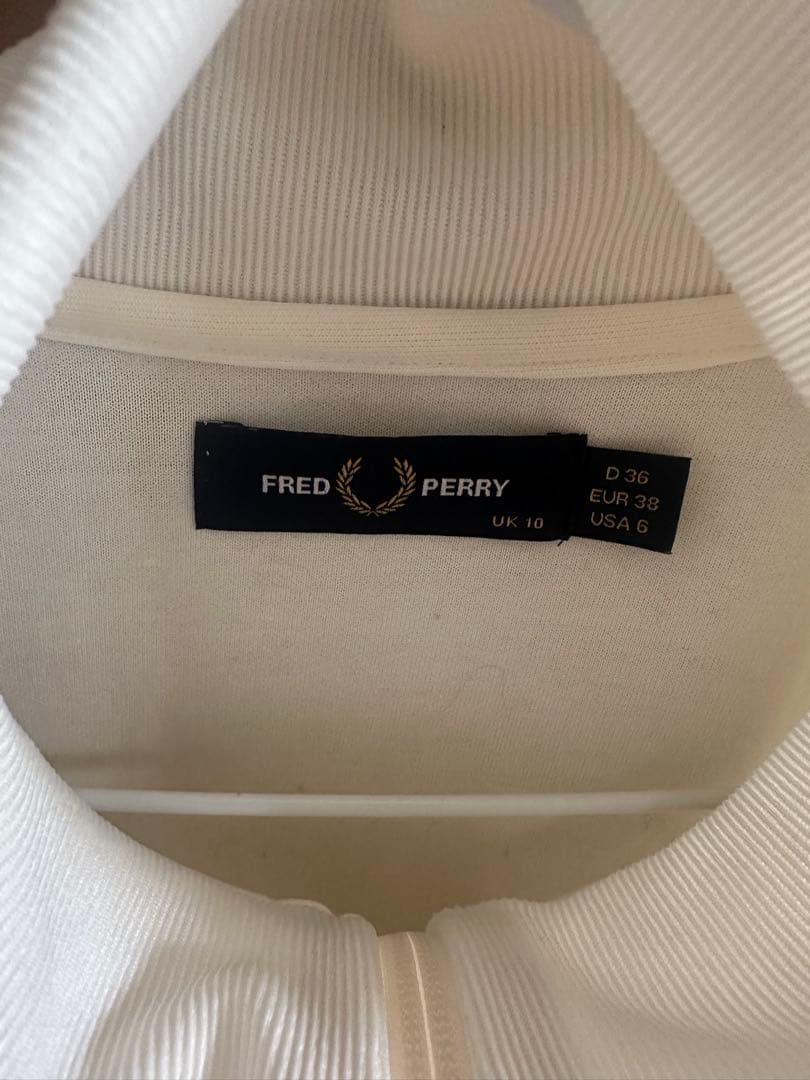 FRED PERRY
UK 10
D 36
EUR 38
USA 6